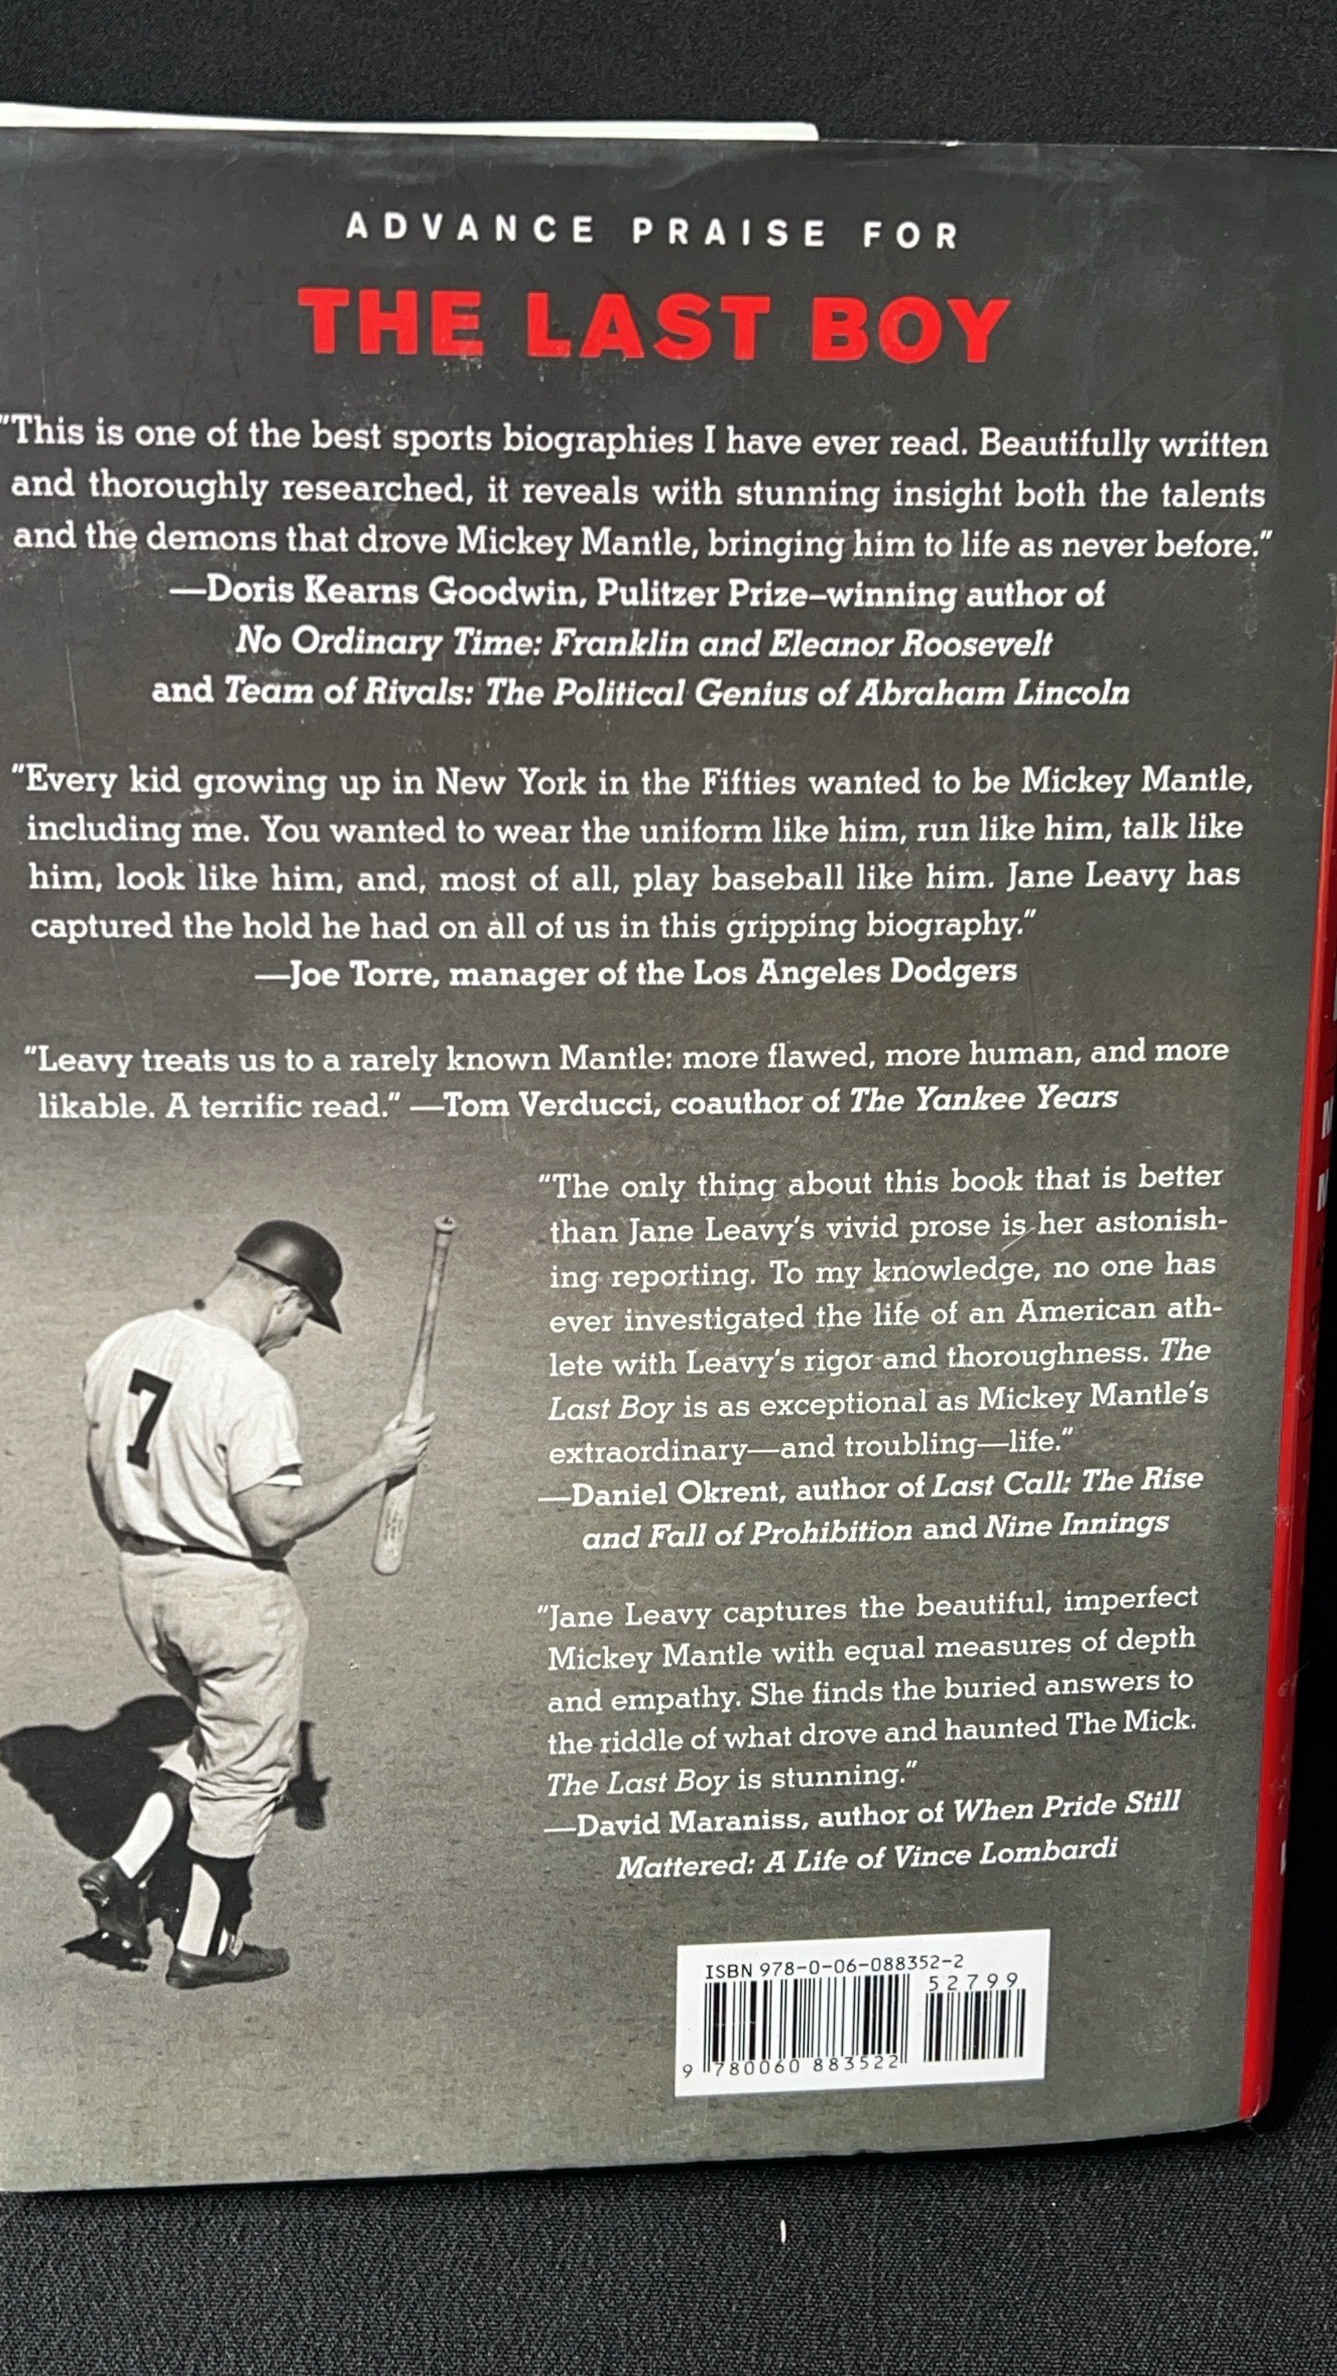 ADVANCE PRAISE FOR
THE LAST BOY
"This is one of the best sports biographies I have ever read. Beautifully written
and thoroughly researched, it reveals with stunning insight both the talents
and the demons that drove Mickey Mantle, bringing him to life as never before."
—Doris Kearns Goodwin, Pulitzer Prize–winning author of
No Ordinary Time: Franklin and Eleanor Roosevelt
and Team of Rivals: The Political Genius of Abraham Lincoln
"Every kid growing up in New York in the Fifties wanted to be Mickey Mantle,
including me. You wanted to wear the uniform like him, run like him, talk like
him, look like him, and, most of all, play baseball like him. Jane Leavy has
captured the hold he had on all of us in this gripping biography."
—Joe Torre, manager of the Los Angeles Dodgers
"Leavy treats us to a rarely known Mantle: more flawed, more human, and more
likable. A terrific read." —Tom Verducci, coauthor of The Yankee Years
"The only thing about this book that is better
than Jane Leavy's vivid prose is her astonish-
ing reporting. To my knowledge, no one has
ever investigated the life of an American ath-
lete with Leavy's rigor and thoroughness. The
Last Boy is as exceptional as Mickey Mantle's
extraordinary—and troubling—life."
—Daniel Okrent, author of Last Call: The Rise
and Fall of Prohibition and Nine Innings
"Jane Leavy captures the beautiful, imperfect
Mickey Mantle with equal measures of depth
and empathy. She finds the buried answers to
the riddle of what drove and haunted The Mick.
The Last Boy is stunning."
—David Maraniss, author of When Pride Still
Mattered: A Life of Vince Lombardi
7
ISBN 978-0-06-088352-2
52799
9 780060 883522